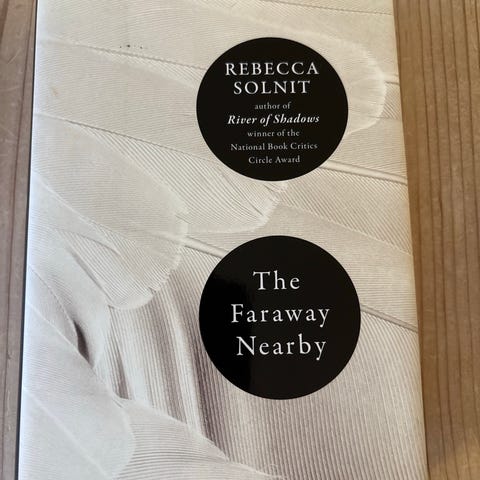 REBECCA
SOLNIT
author of
River of Shadows
winner of the
National Book Critics
Circle Award
The
Faraway
Nearby